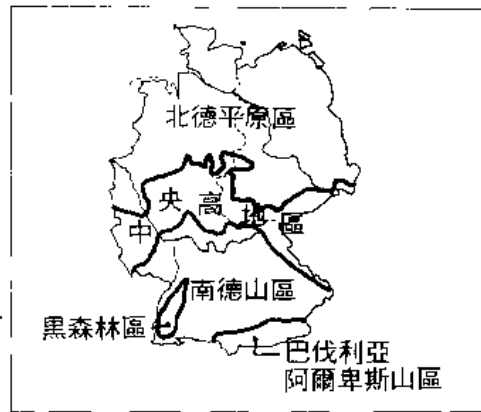 北德平原區
中央高地區
南德山區
黑森林區
巴伐利亞
阿爾卑斯山區